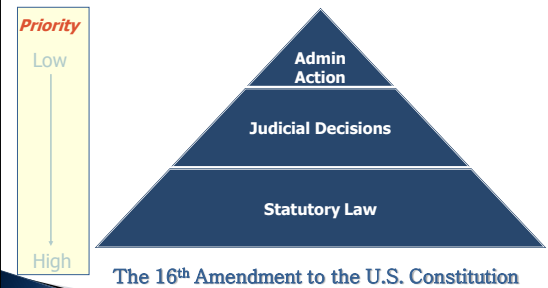 Priority
Low
High
Admin
Action
Judicial Decisions
Statutory Law
The 16th Amendment to the U.S. Constitution